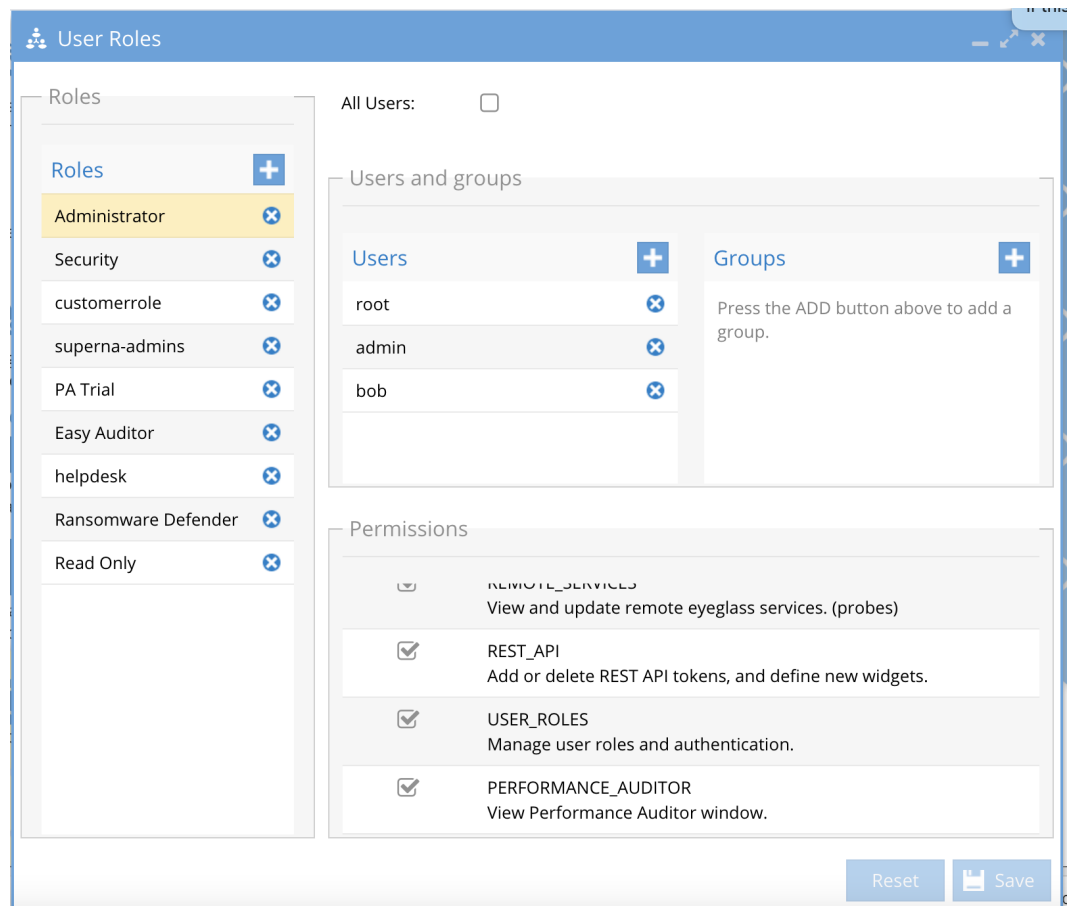 If this
User Roles
Roles
Roles
Administrator
Security
customerrole
superna-admins
PA Trial
Easy Auditor
helpdesk
Ransomware Defender
Read Only
All Users:
Users and groups
Users
root
admin
bob
Groups
Press the ADD button above to add a
group.
Permissions
REMOTE_SERVICES
View and update remote eyeglass services. (probes)
REST_API
Add or delete REST API tokens, and define new widgets.
USER_ROLES
Manage user roles and authentication.
PERFORMANCE_AUDITOR
View Performance Auditor window.
Reset
Save